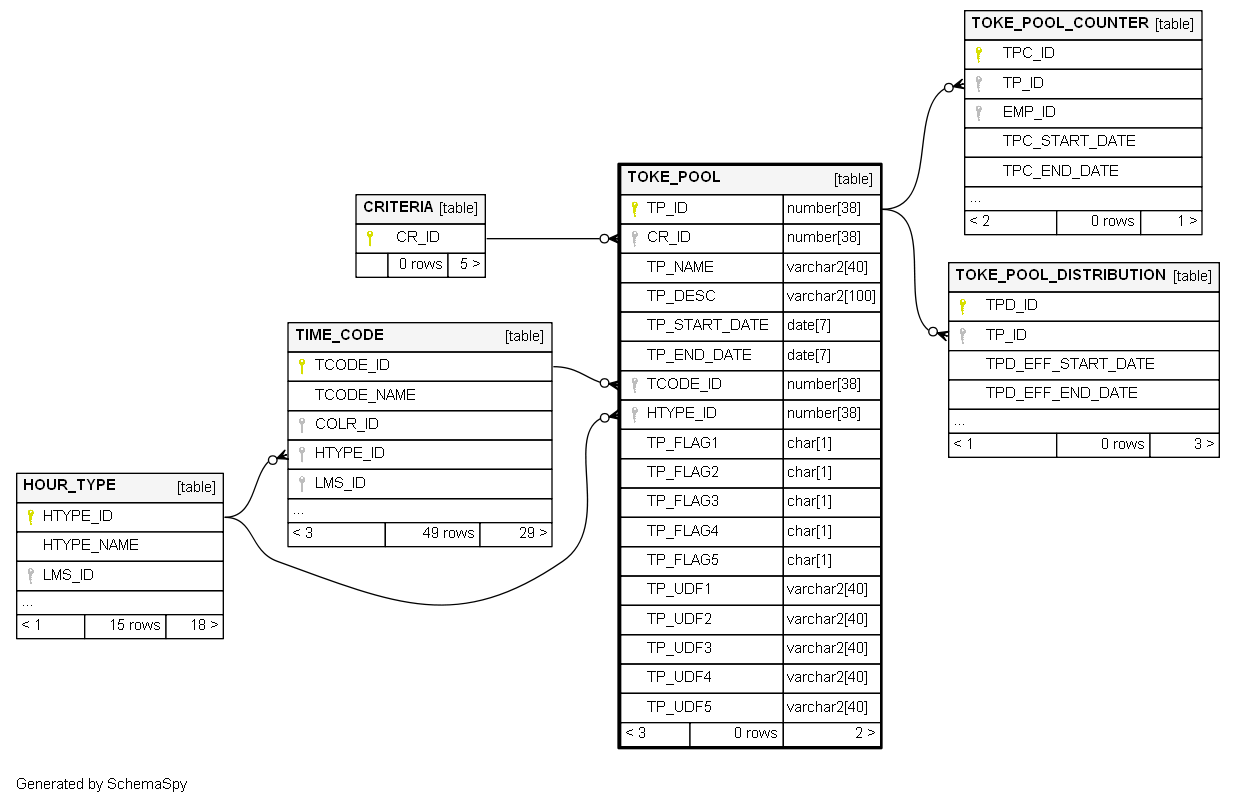 TOKE_POOL_COUNTER [table]
TPC_ID
TP_ID
EMP_ID
TPC_START_DATE
TPC_END_DATE
...
< 2 0 rows 1 >
TOKE_POOL [table]
TP_ID number[38]
CR_ID number[38]
TP_NAME varchar2[40]
TP_DESC varchar2[100]
TP_START_DATE date[7]
TP_END_DATE date[7]
TCODE_ID number[38]
HTYPE_ID number[38]
TP_FLAG1 char[1]
TP_FLAG2 char[1]
TP_FLAG3 char[1]
TP_FLAG4 char[1]
TP_FLAG5 char[1]
TP_UDF1 varchar2[40]
TP_UDF2 varchar2[40]
TP_UDF3 varchar2[40]
TP_UDF4 varchar2[40]
TP_UDF5 varchar2[40]
< 3 0 rows 2 >
CRITERIA [table]
CR_ID
0 rows 5 >
TOKE_POOL_DISTRIBUTION [table]
TPD_ID
TP_ID
TPD_EFF_START_DATE
TPD_EFF_END_DATE
...
< 1 0 rows 3 >
TIME_CODE [table]
TCODE_ID
TCODE_NAME
COLR_ID
HTYPE_ID
LMS_ID
...
< 3 49 rows 29 >
HOUR_TYPE [table]
HTYPE_ID
HTYPE_NAME
LMS_ID
...
< 1 15 rows 18 >
Generated by SchemaSpy